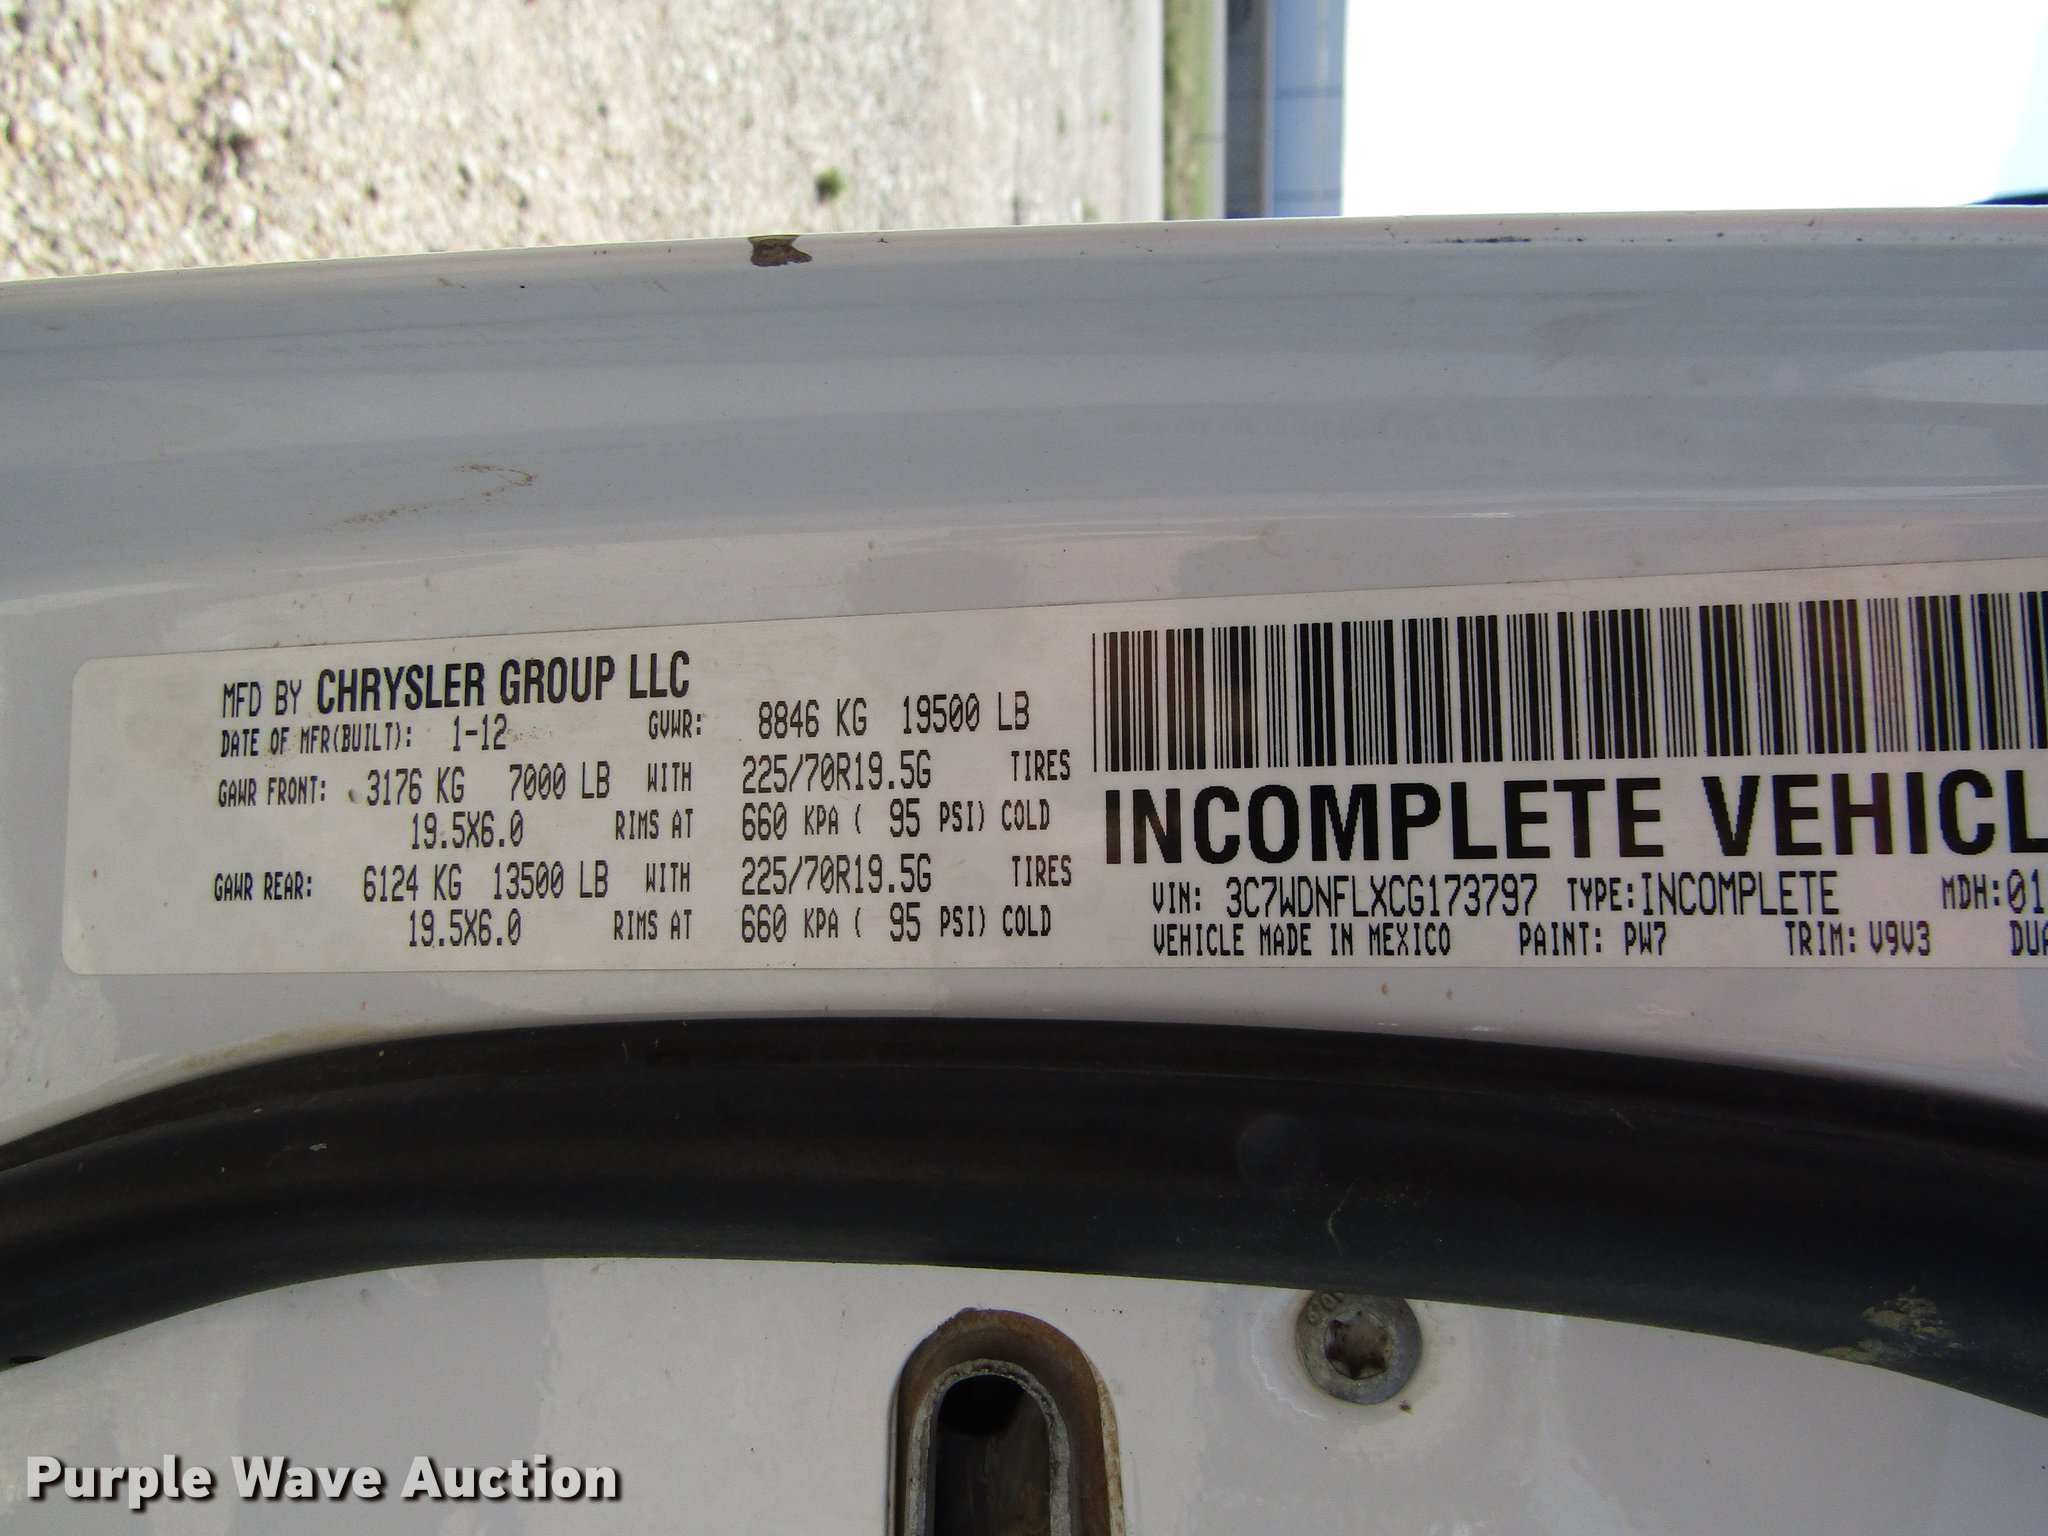 MFD BY CHRYSLER GROUP LLC
DATE OF MFR(BUILT): 1-12 GVWR: 8846 KG 19500 LB
GAWR FRONT: 3176 KG 7000 LB WITH 225/70R19.5G TIRES
19.5X6.0 RIMS AT 660 KPA ( 95 PSI) COLD
GAWR REAR: 6124 KG 13500 LB WITH 225/70R19.5G TIRES
19.5X6.0 RIMS AT 660 KPA ( 95 PSI) COLD
INCOMPLETE VEHICL
VIN: 3C7WDNFLXCG173797 TYPE: INCOMPLETE MDH: 01
VEHICLE MADE IN MEXICO PAINT: PW7 TRIM: V9V3 DUA
Purple Wave Auction